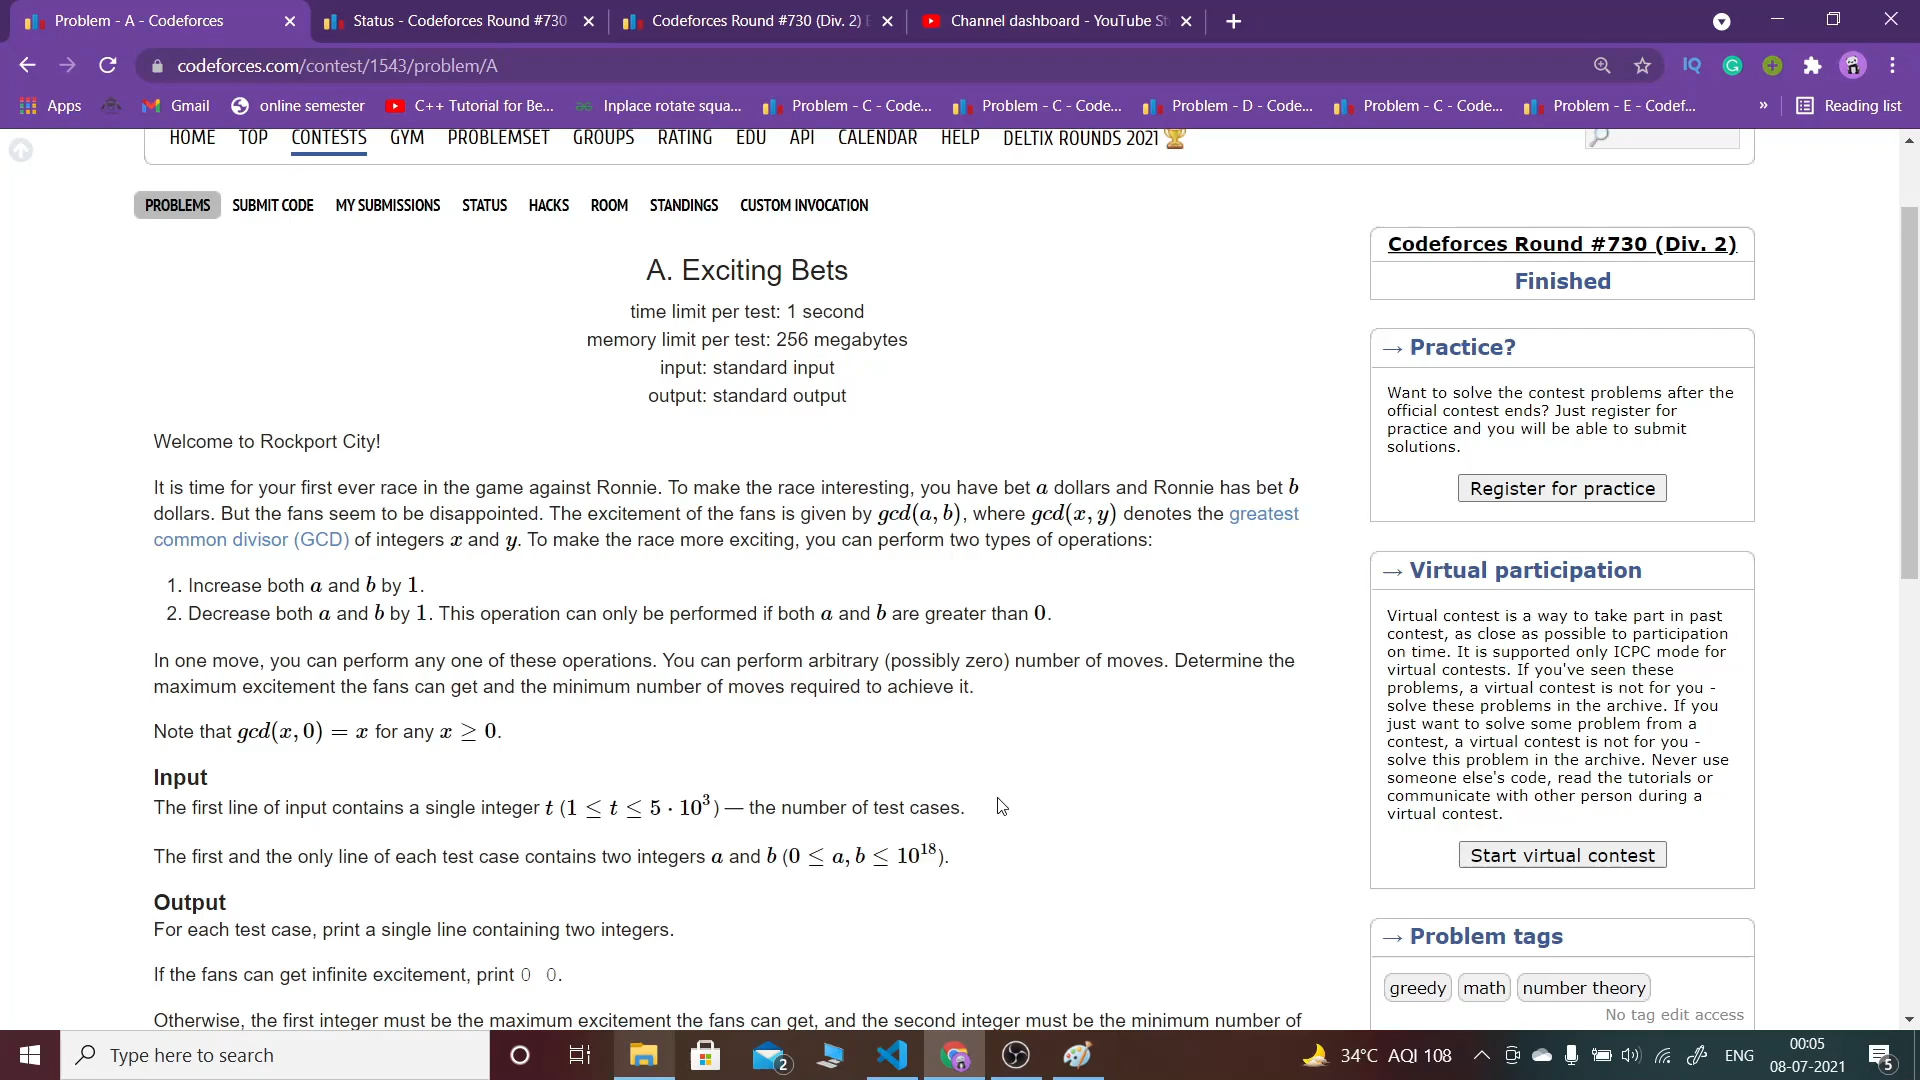 Problem - A - Codeforces
Status - Codeforces Round #730
Codeforces Round #730 (Div. 2)
Channel dashboard - YouTube St
codeforces.com/contest/1543/problem/A
Apps
Gmail
online semester
C++ Tutorial for Be...
Inplace rotate squa...
Problem - C - Code...
Problem - C - Code...
Problem - D - Code...
Problem - C - Code...
Problem - E - Codef...
»
Reading list
HOME TOP CONTESTS GYM PROBLEMSET GROUPS RATING EDU API CALENDAR HELP DELTIX ROUNDS 2021
PROBLEMS SUBMIT CODE MY SUBMISSIONS STATUS HACKS ROOM STANDINGS CUSTOM INVOCATION
A. Exciting Bets
time limit per test: 1 second
memory limit per test: 256 megabytes
input: standard input
output: standard output
Welcome to Rockport City!
It is time for your first ever race in the game against Ronnie. To make the race interesting, you have bet a dollars and Ronnie has bet b
dollars. But the fans seem to be disappointed. The excitement of the fans is given by gcd(a, b), where gcd(x, y) denotes the greatest
common divisor (GCD) of integers x and y. To make the race more exciting, you can perform two types of operations:
1. Increase both a and b by 1.
2. Decrease both a and b by 1. This operation can only be performed if both a and b are greater than 0.
In one move, you can perform any one of these operations. You can perform arbitrary (possibly zero) number of moves. Determine the
maximum excitement the fans can get and the minimum number of moves required to achieve it.
Note that gcd(x, 0) = x for any x ≥ 0.
Input
The first line of input contains a single integer t (1 ≤ t ≤ 5 · 10³) — the number of test cases.
The first and the only line of each test case contains two integers a and b (0 ≤ a, b ≤ 10¹⁸).
Output
For each test case, print a single line containing two integers.
If the fans can get infinite excitement, print 0 0.
Otherwise, the first integer must be the maximum excitement the fans can get, and the second integer must be the minimum number of
Codeforces Round #730 (Div. 2)
Finished
→ Practice?
Want to solve the contest problems after the
official contest ends? Just register for
practice and you will be able to submit
solutions.
Register for practice
→ Virtual participation
Virtual contest is a way to take part in past
contest, as close as possible to participation
on time. It is supported only ICPC mode for
virtual contests. If you've seen these
problems, a virtual contest is not for you -
solve these problems in the archive. If you
just want to solve some problem from a
contest, a virtual contest is not for you -
solve this problem in the archive. Never use
someone else's code, read the tutorials or
communicate with other person during a
virtual contest.
Start virtual contest
→ Problem tags
greedy math number theory
No tag edit access
Type here to search
2
34°C AQI 108
ENG
00:05
08-07-2021
5